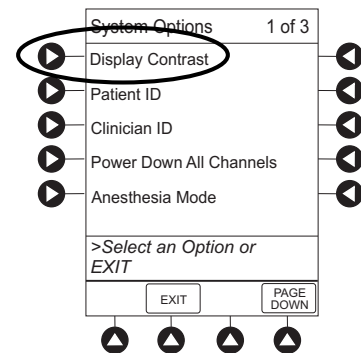 System Options 1 of 3
Display Contrast
Patient ID
Clinician ID
Power Down All Channels
Anesthesia Mode
>Select an Option or
EXIT
EXIT
PAGE
DOWN